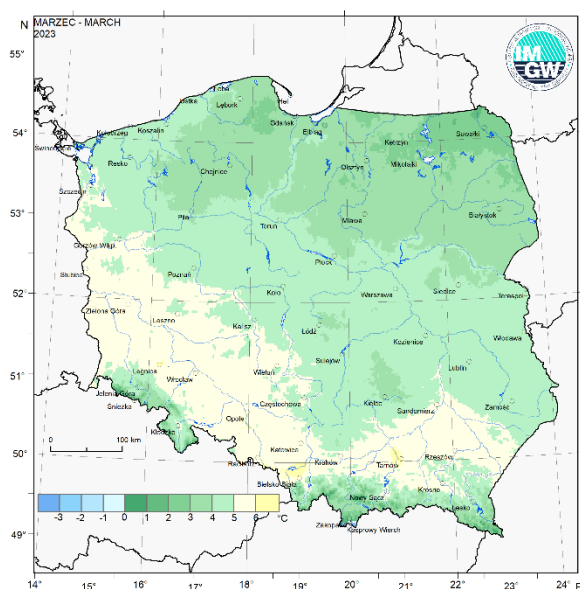 N
MARZEC - MARCH
2023
IM
GW
55°
Łeba
Hel
Lębork
Gdańsk
Elbląg
Kętrzyn
Suwałki
54°
Kołobrzeg
Koszalin
Świnoujście
Resko
Chojnice
Olsztyn
Mikołajki
Szczecin
53°
Piła
Toruń
Mława
Białystok
Gorzów Wlkp.
Płock
Słubice
Poznań
Koło
Warszawa
Siedlce
Terespol
52°
Zielona Góra
Leszno
Kalisz
Łódź
Kozienice
Włodawa
Legnica
Wrocław
Wieluń
Sulejów
Lublin
51°
Jelenia Góra
Śnieżka
Opole
Częstochowa
Kielce
Sandomierz
Zamość
Kłodzko
Katowice
Kraków
Tarnów
Rzeszów
50°
0 100 km
Bielsko Biała
Nowy Sącz
Krosno
Lesko
-3 -2 -1 0 1 2 3 4 5 6 °C
Zakopane
Kasprowy Wierch
49°
14° 15° 16° 17° 18° 19° 20° 21° 22° 23° 24° E